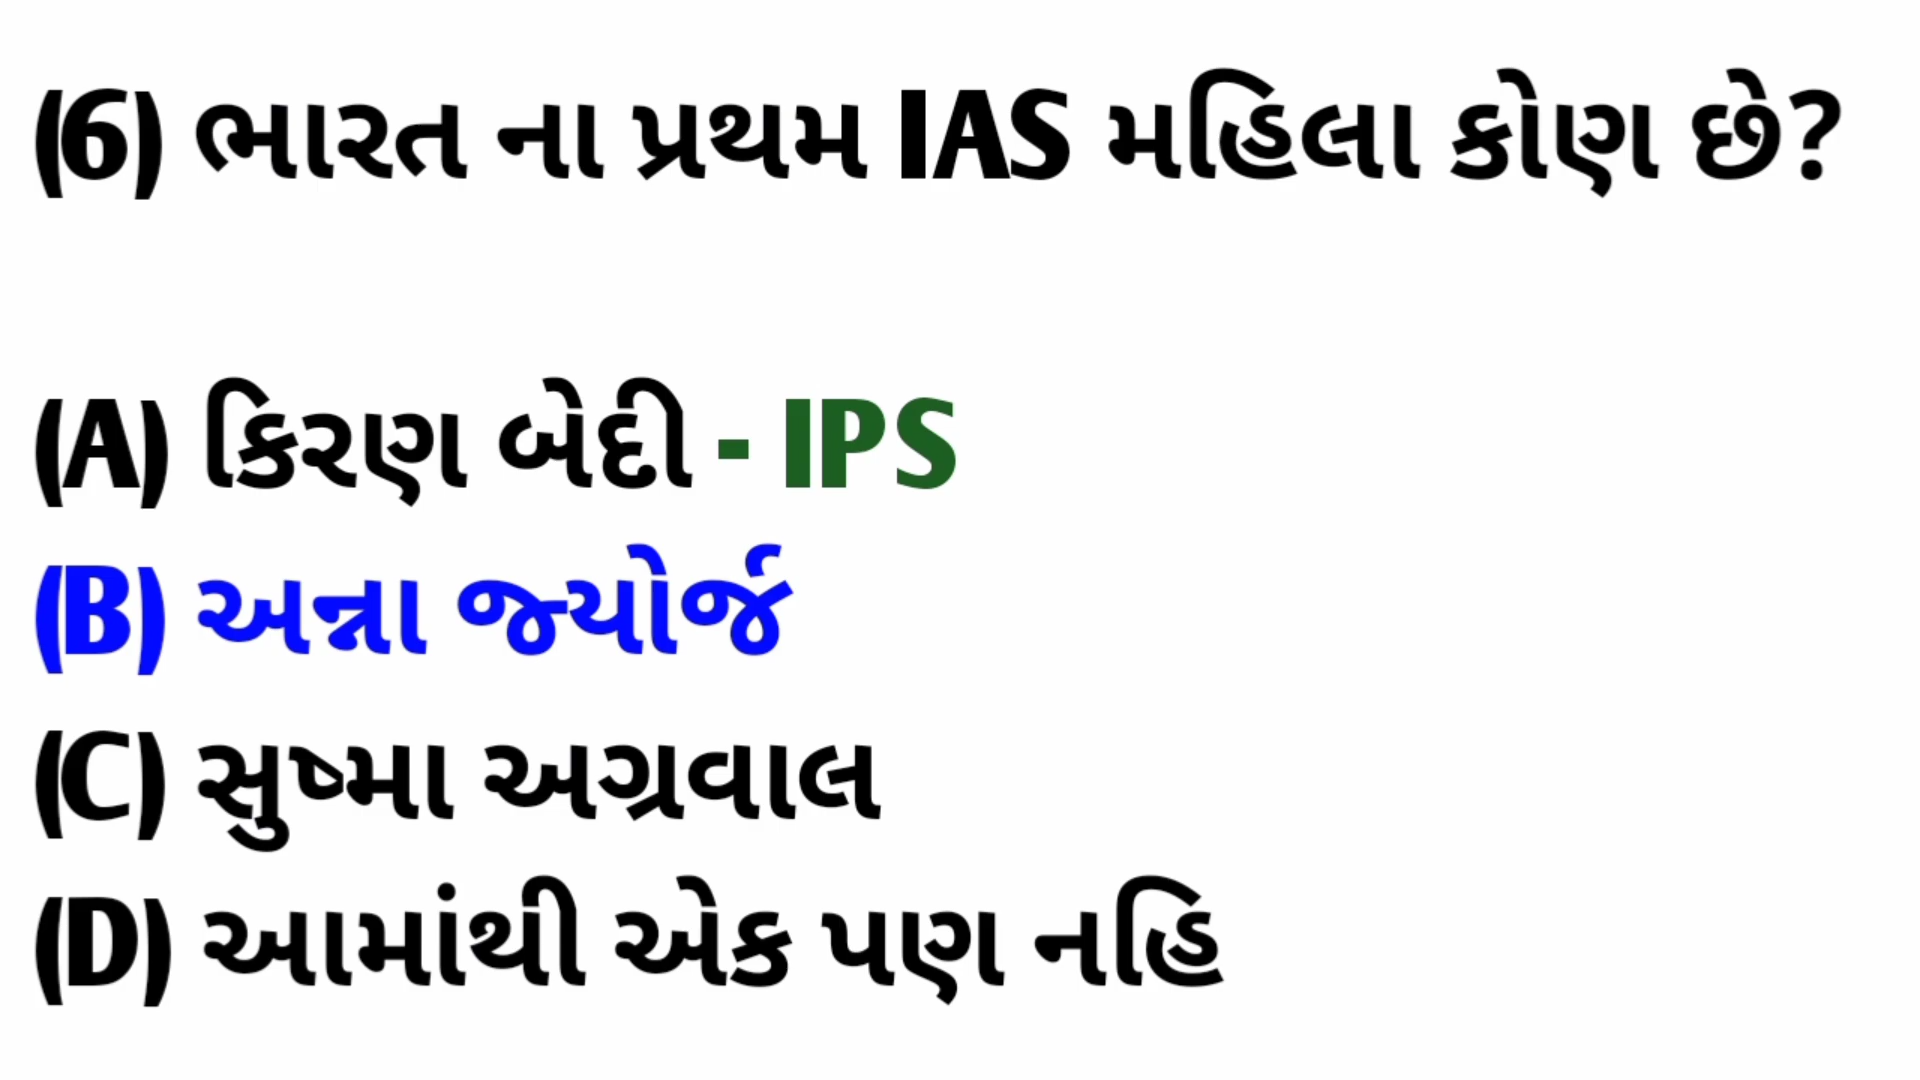 (6) ભારત ના પ્રથમ IAS મહિલા કોણ છે?
(A) કિરણ બેદી - IPS
(B) અન્ના જ્યોર્જ
(C) સુષ્મા અગ્રવાલ
(D) આમાંથી એક પણ નહિ